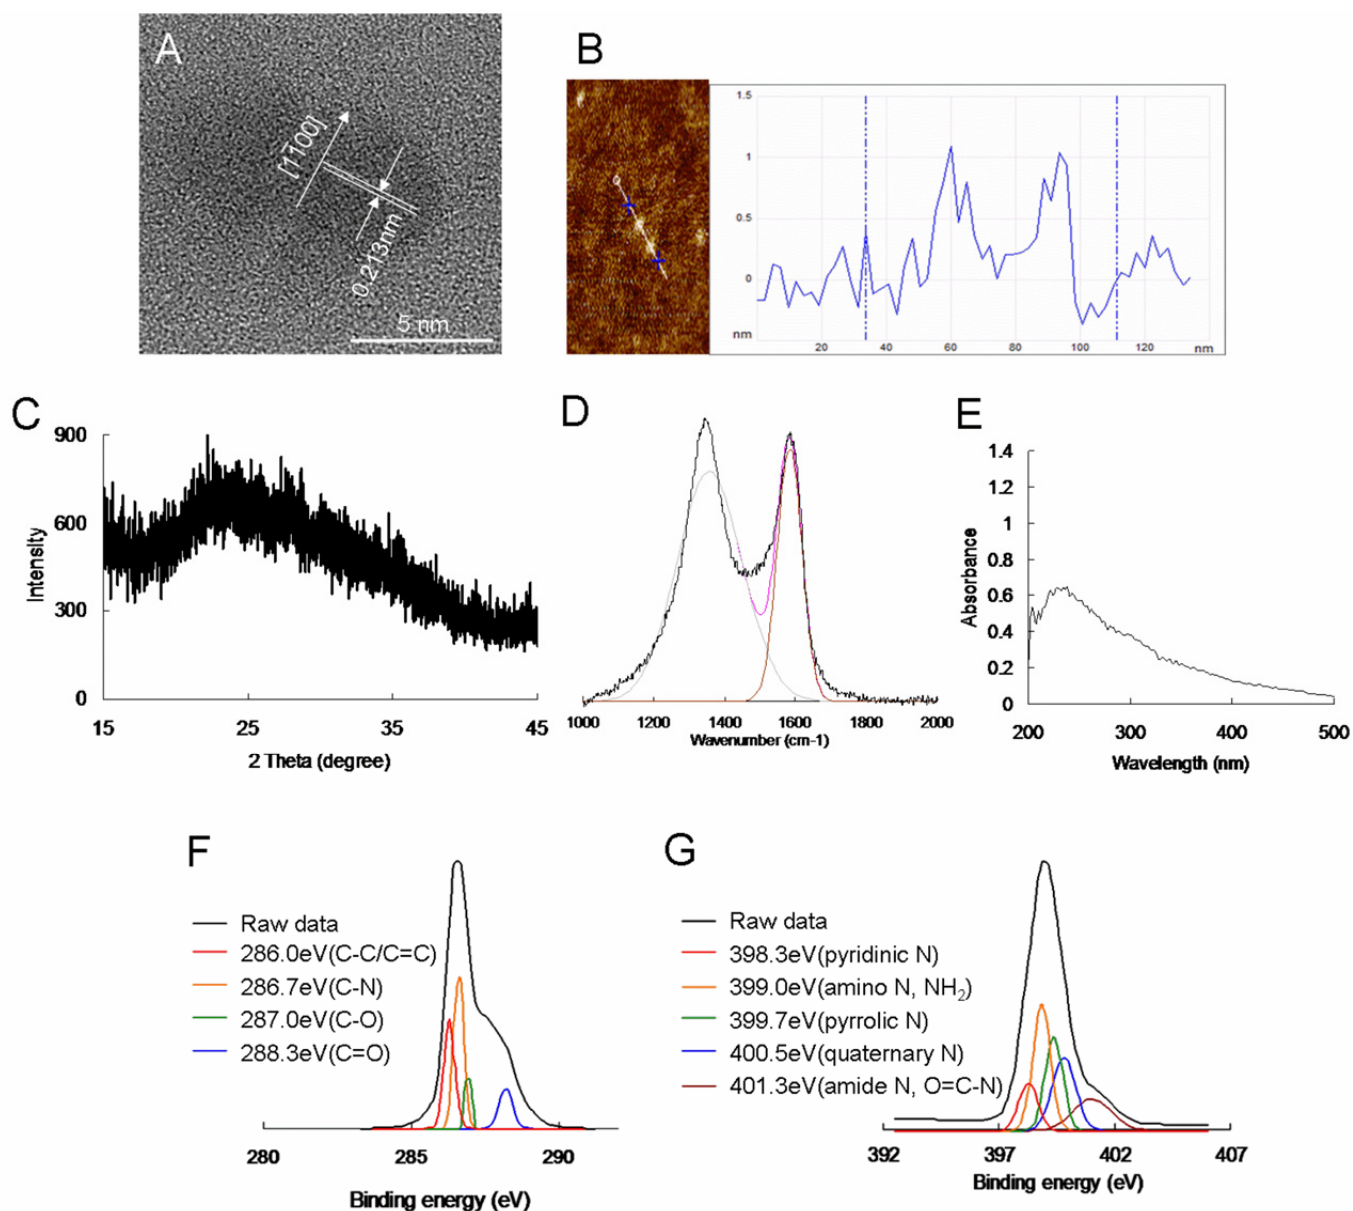 A
[1̄100]
0.213nm
5 nm
B
1.5
1
0.5
0
nm
20
40
60
80
100
120
nm
C
900
600
300
0
15
25
35
45
Intensity
2 Theta (degree)
D
1000
1200
1400
1600
1800
2000
Wavenumber (cm-1)
E
1.4
1.2
1
0.8
0.6
0.4
0.2
0
200
300
400
500
Absorbance
Wavelength (nm)
F
Raw data
286.0eV(C-C/C=C)
286.7eV(C-N)
287.0eV(C-O)
288.3eV(C=O)
280
285
290
Binding energy (eV)
G
Raw data
398.3eV(pyridinic N)
399.0eV(amino N, NH₂)
399.7eV(pyrrolic N)
400.5eV(quaternary N)
401.3eV(amide N, O=C-N)
392
397
402
407
Binding energy (eV)